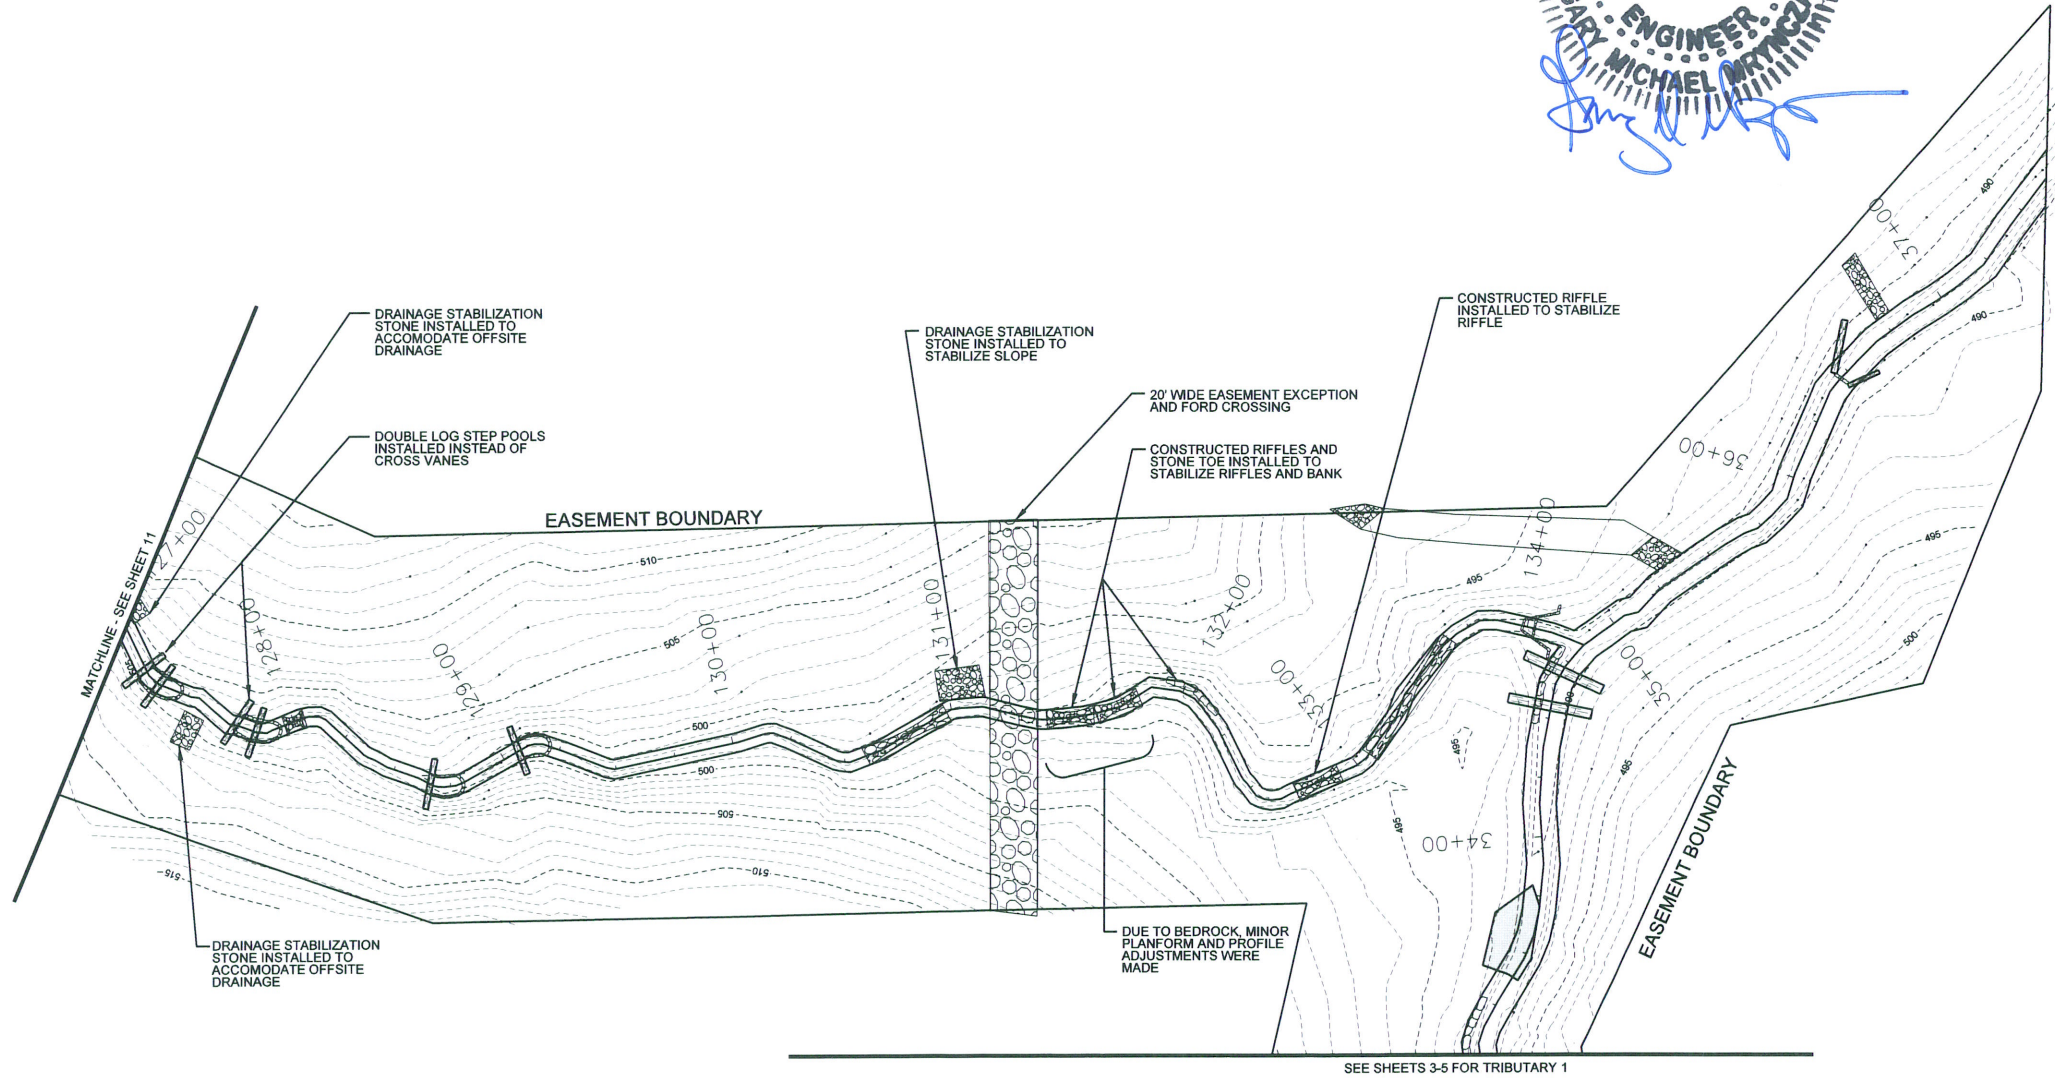 ENGINEER
GARY MICHAEL MRYNCZA
37+00
490
490
DRAINAGE STABILIZATION
STONE INSTALLED TO
ACCOMODATE OFFSITE
DRAINAGE
DRAINAGE STABILIZATION
STONE INSTALLED TO
STABILIZE SLOPE
CONSTRUCTED RIFFLE
INSTALLED TO STABILIZE
RIFFLE
20' WIDE EASEMENT EXCEPTION
AND FORD CROSSING
DOUBLE LOG STEP POOLS
INSTALLED INSTEAD OF
CROSS VANES
CONSTRUCTED RIFFLES AND
STONE TOE INSTALLED TO
STABILIZE RIFFLES AND BANK
36+00
EASEMENT BOUNDARY
MATCHLINE - SEE SHEET 11
127+00
128+00
129+00
130+00
131+00
132+00
133+00
134+00
510
505
495
495
500
505
500
500
35+00
495
495
495
505
34+00
510
515
EASEMENT BOUNDARY
DRAINAGE STABILIZATION
STONE INSTALLED TO
ACCOMODATE OFFSITE
DRAINAGE
DUE TO BEDROCK, MINOR
PLANFORM AND PROFILE
ADJUSTMENTS WERE
MADE
SEE SHEETS 3-5 FOR TRIBUTARY 1